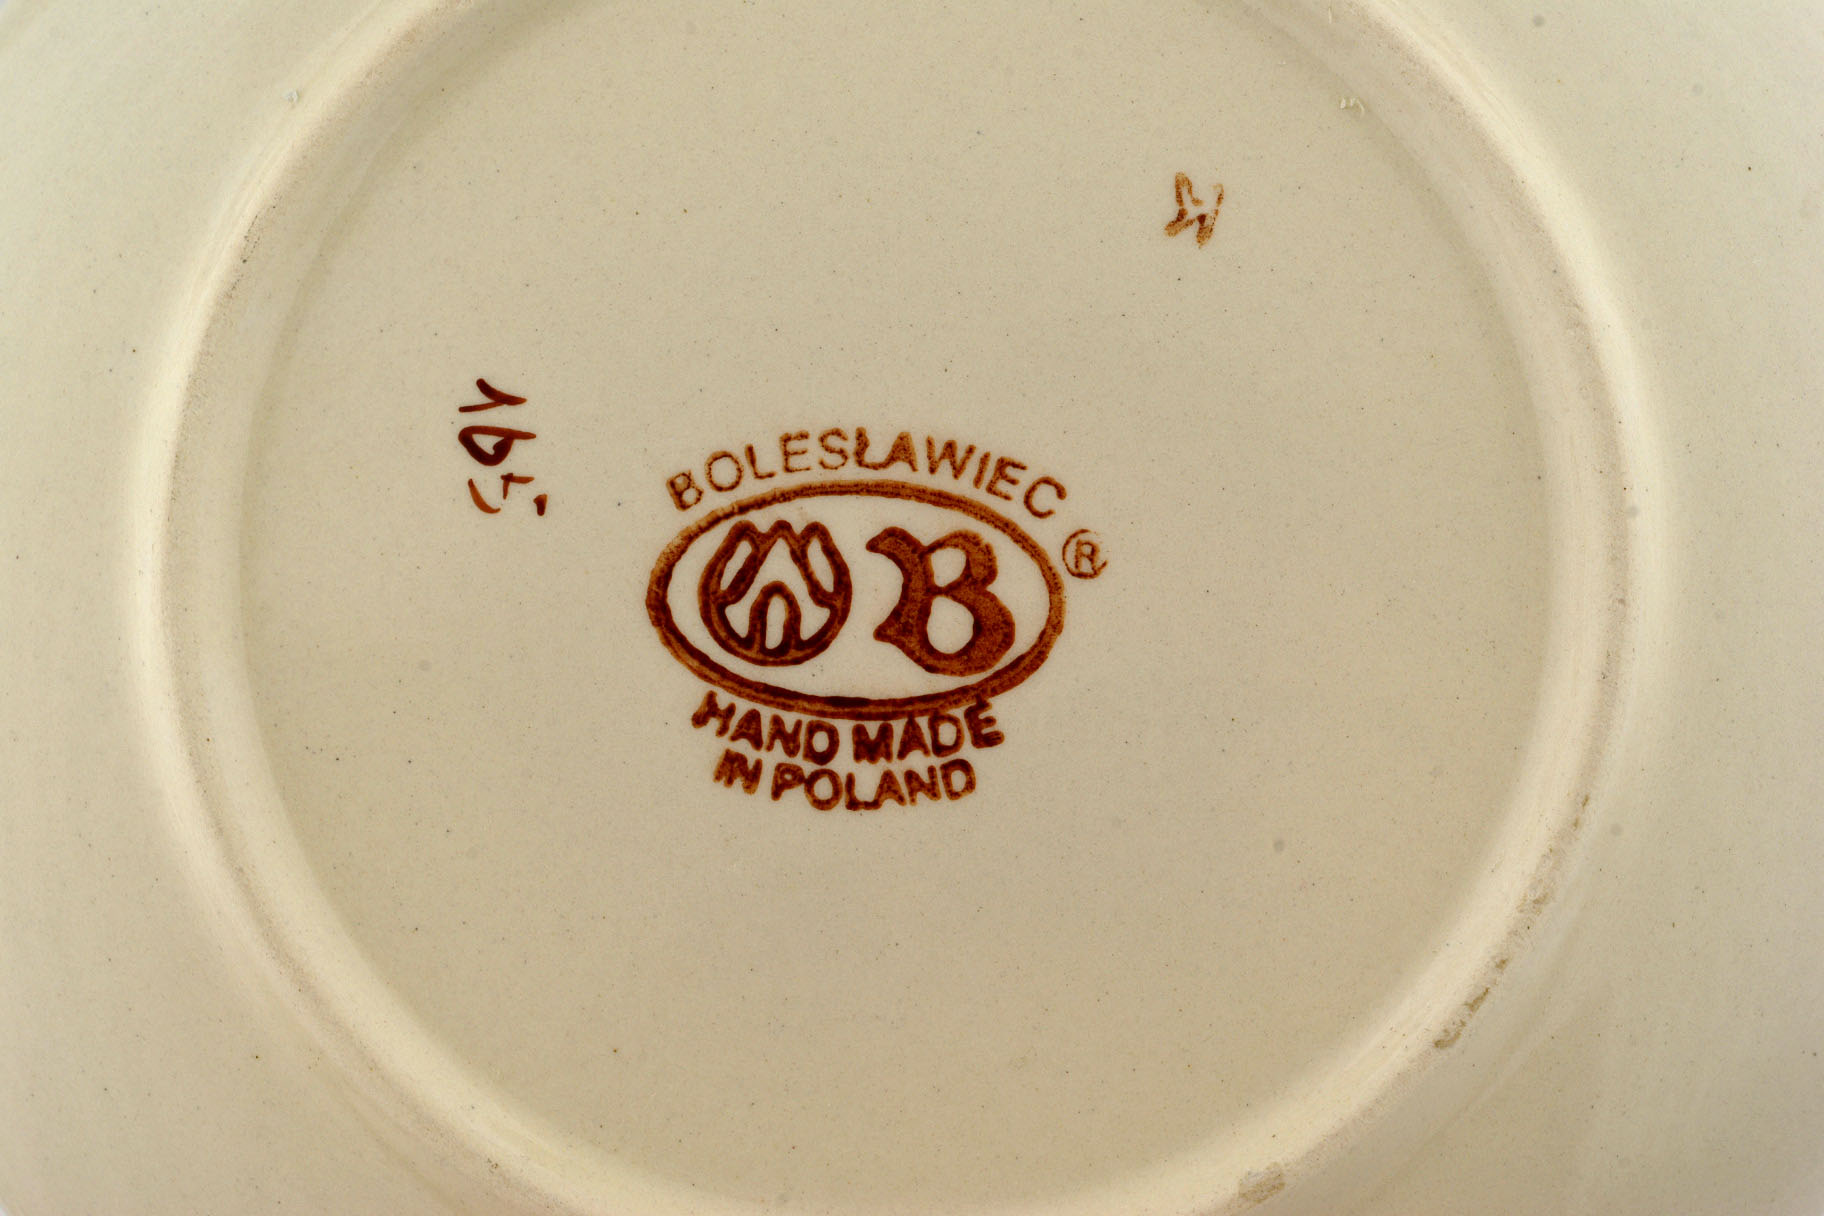 BOLESŁAWIEC
®
B
HAND MADE
IN POLAND